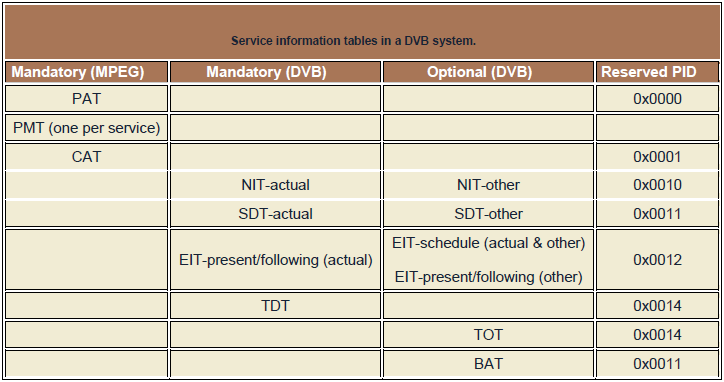 Service information tables in a DVB system.
Mandatory (MPEG) Mandatory (DVB) Optional (DVB) Reserved PID
PAT 0x0000
PMT (one per service)
CAT 0x0001
NIT-actual NIT-other 0x0010
SDT-actual SDT-other 0x0011
EIT-schedule (actual & other)
EIT-present/following (actual) 0x0012
EIT-present/following (other)
TDT 0x0014
TOT 0x0014
BAT 0x0011